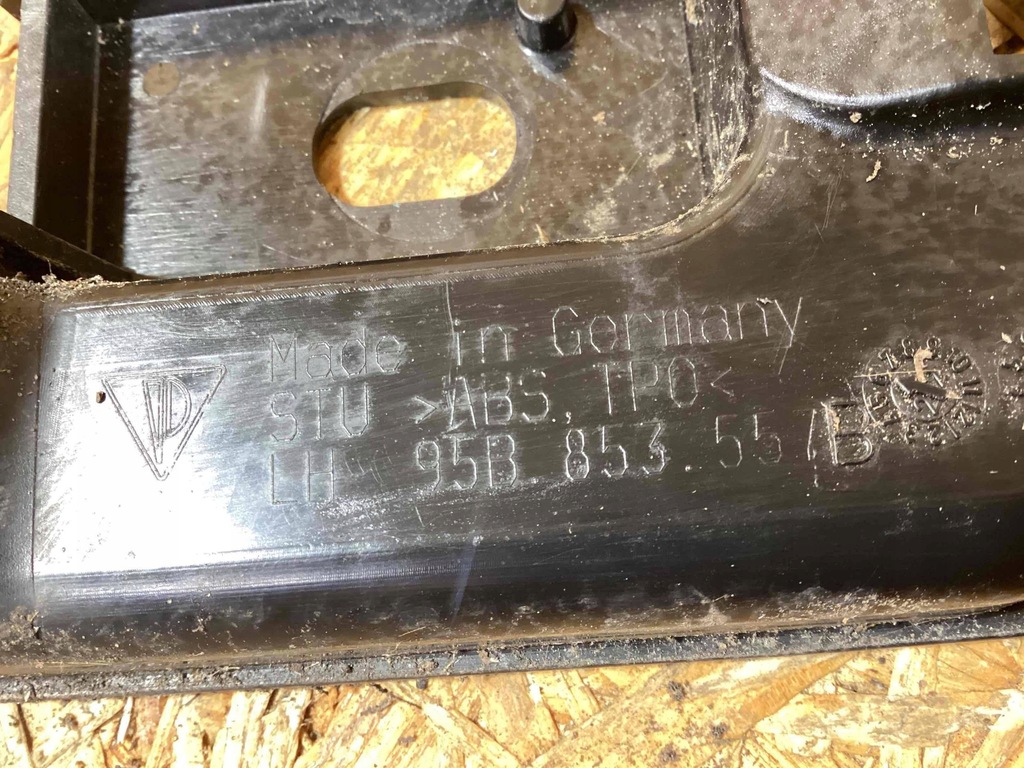 Made in Germany
STU >ABS, TPO<
LH 95B.853.55 B